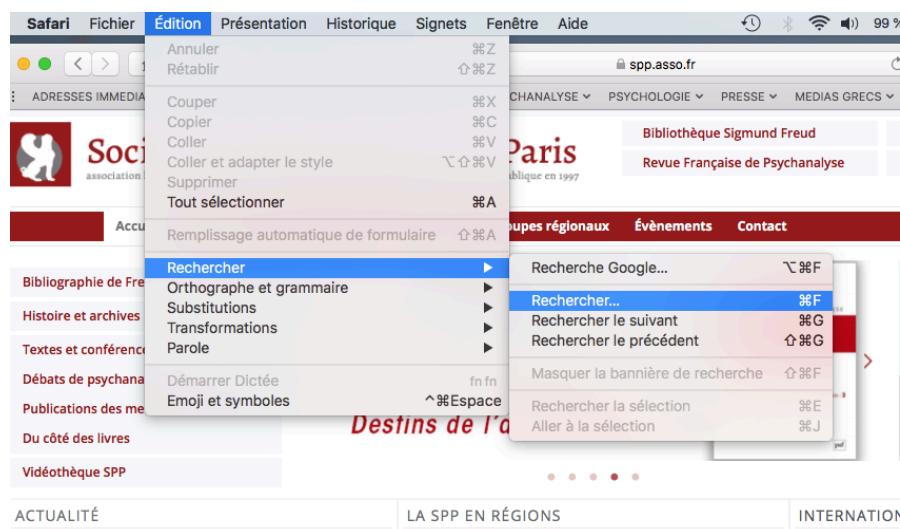 Safari Fichier Édition Présentation Historique Signets Fenêtre Aide 99 %
Annuler ⌘Z
Rétablir ⇧⌘Z
spp.asso.fr
ADRESSES IMMEDIA
CHANALYSE PSYCHOLOGIE PRESSE MEDIAS GRECS
Couper ⌘X
Copier ⌘C
Coller ⌘V
Coller et adapter le style ⌥⇧⌘V
Supprimer
Tout sélectionner ⌘A
Remplissage automatique de formulaire ⇧⌘A
Rechercher
Orthographe et grammaire
Substitutions
Transformations
Parole
Démarrer Dictée fn fn
Emoji et symboles ^⌘Espace
Recherche Google... ⌥⌘F
Rechercher... ⌘F
Rechercher le suivant ⌘G
Rechercher le précédent ⇧⌘G
Masquer la bannière de recherche ⇧⌘F
Rechercher la sélection ⌘E
Aller à la sélection ⌘J
Soci Paris
association blique en 1997
Bibliothèque Sigmund Freud
Revue Française de Psychanalyse
Accu upes régionaux Évènements Contact
Bibliographie de Fre
Histoire et archives
Textes et conférence
Débats de psychana
Publications des me
Du côté des livres
Vidéothèque SPP
Destins de l'a
ACTUALITÉ LA SPP EN RÉGIONS INTERNATION